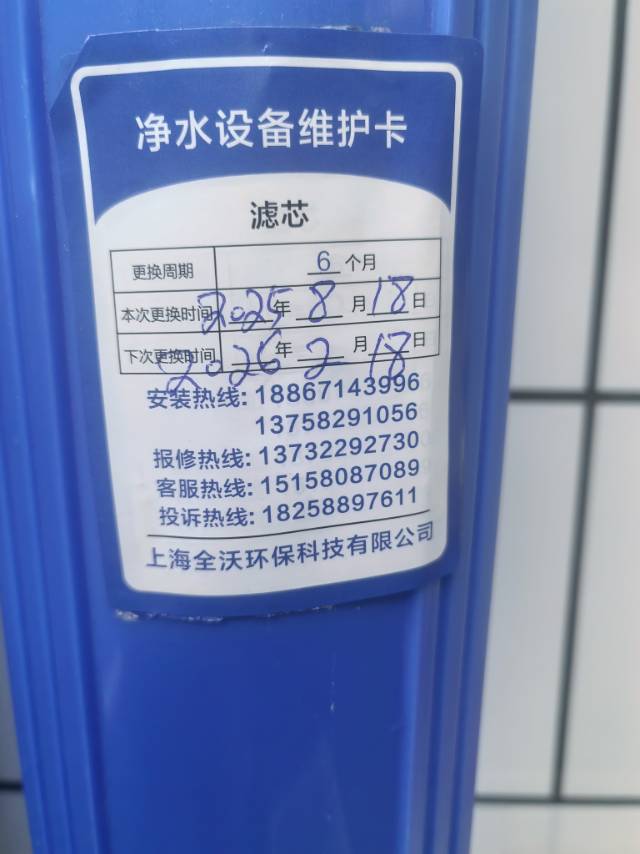 净水设备维护卡
滤芯
更换周期 6 个月
本次更换时间 2025 年 8 月 18 日
下次更换时间 2026 年 2 月 18 日
安装热线: 18867143996
13758291056
报修热线: 13732292730
客服热线: 15158087089
投诉热线: 18258897611
上海全沃环保科技有限公司